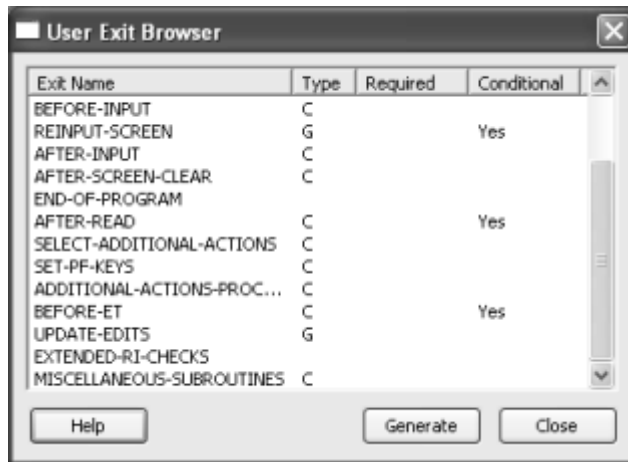 User Exit Browser
Exit Name Type Required Conditional
BEFORE-INPUT C
REINPUT-SCREEN G Yes
AFTER-INPUT C
AFTER-SCREEN-CLEAR C
END-OF-PROGRAM
AFTER-READ C Yes
SELECT-ADDITIONAL-ACTIONS C
SET-PF-KEYS C
ADDITIONAL-ACTIONS-PROC... C
BEFORE-ET C Yes
UPDATE-EDITS G
EXTENDED-RI-CHECKS
MISCELLANEOUS-SUBROUTINES C
Help Generate Close